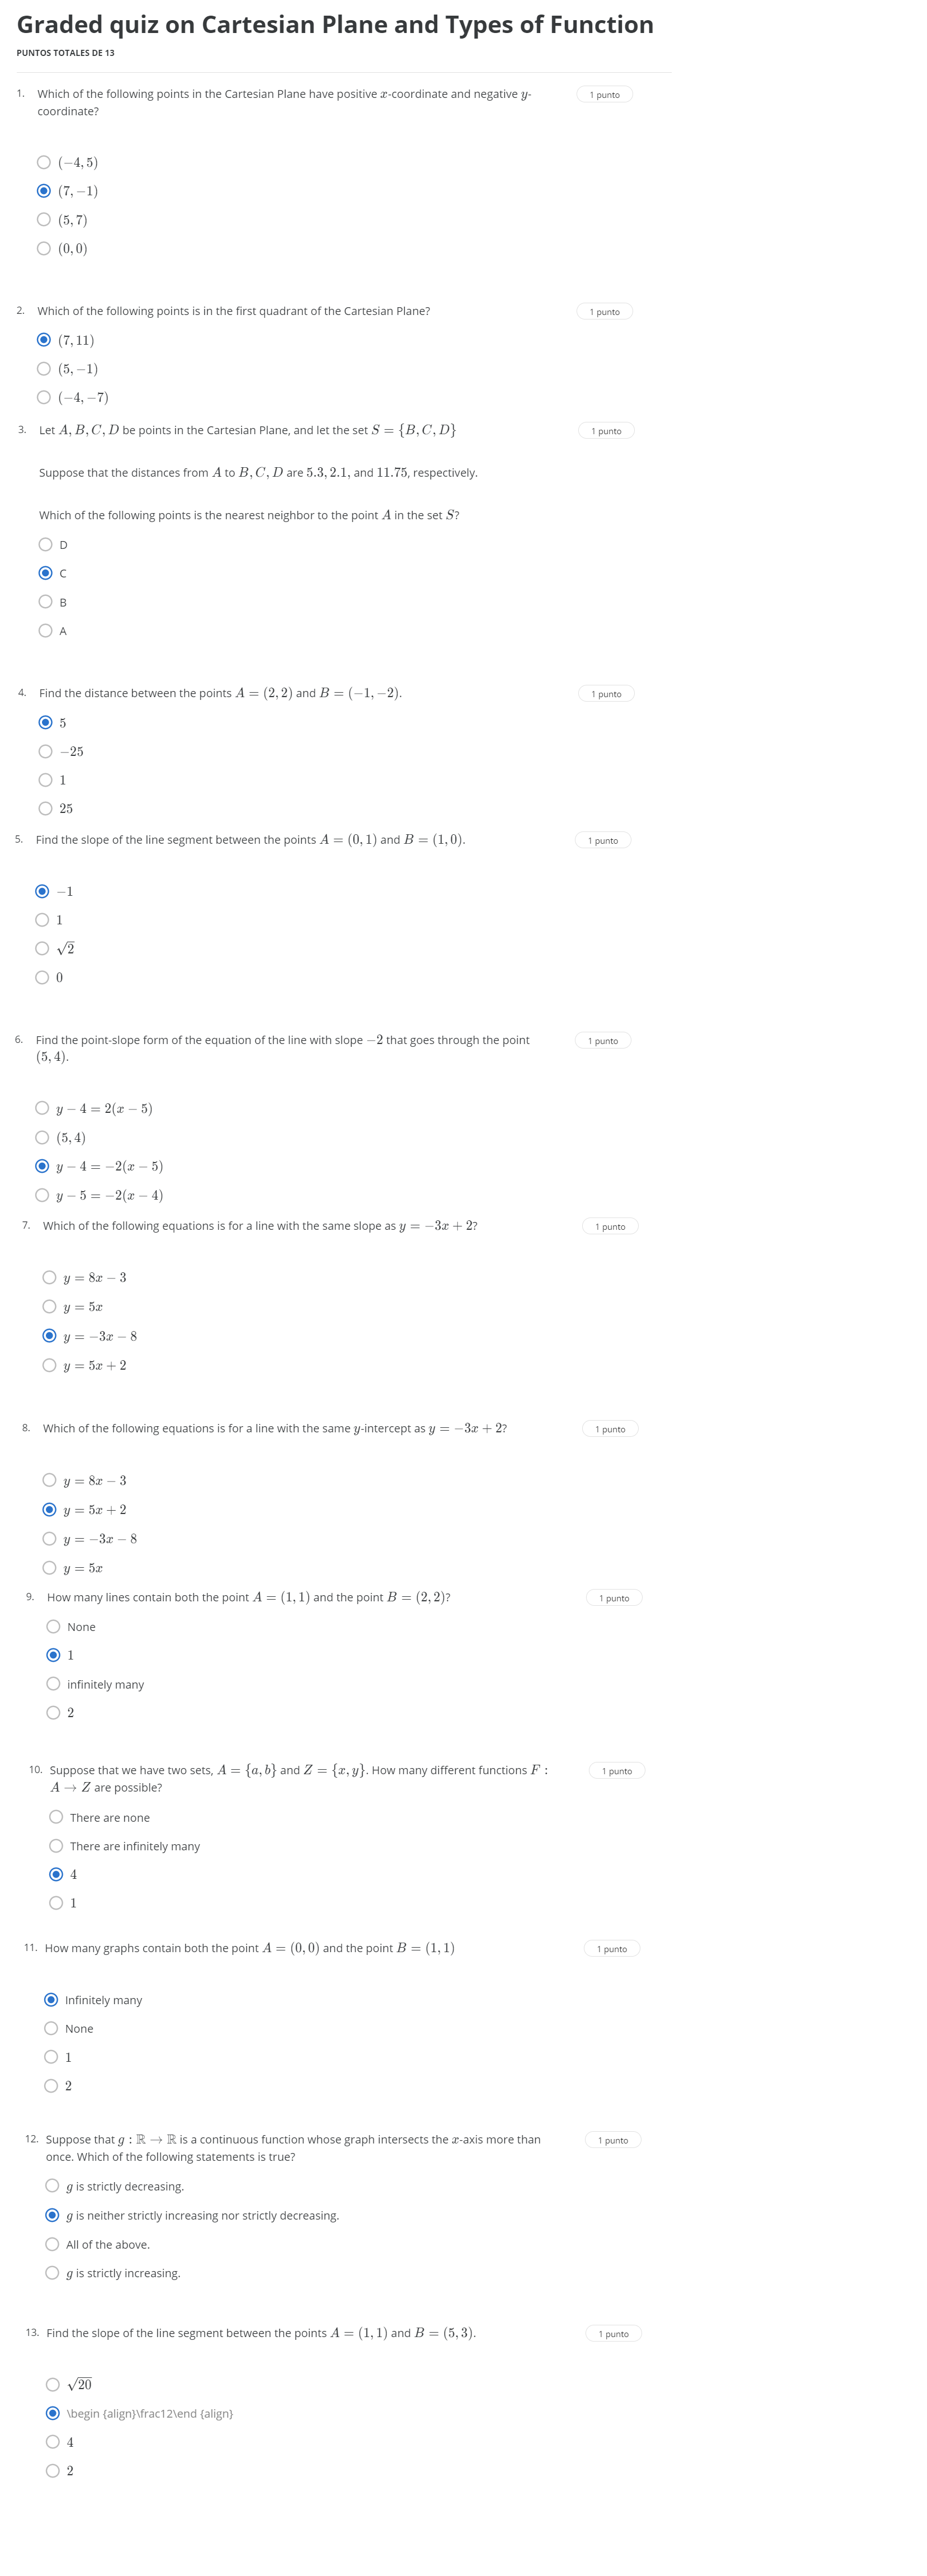 Graded quiz on Cartesian Plane and Types of Function
PUNTOS TOTALES DE 13
1. Which of the following points in the Cartesian Plane have positive x-coordinate and negative y-
coordinate?
1 punto
(−4, 5)
(7, −1)
(5, 7)
(0, 0)
2. Which of the following points is in the first quadrant of the Cartesian Plane?
1 punto
(7, 11)
(5, −1)
(−4, −7)
3. Let A, B, C, D be points in the Cartesian Plane, and let the set S = {B, C, D}
1 punto
Suppose that the distances from A to B, C, D are 5.3, 2.1, and 11.75, respectively.
Which of the following points is the nearest neighbor to the point A in the set S?
D
C
B
A
4. Find the distance between the points A = (2, 2) and B = (−1, −2).
1 punto
5
−25
1
25
5. Find the slope of the line segment between the points A = (0, 1) and B = (1, 0).
1 punto
−1
1
√2
0
6. Find the point-slope form of the equation of the line with slope −2 that goes through the point
(5, 4).
1 punto
y − 4 = 2(x − 5)
(5, 4)
y − 4 = −2(x − 5)
y − 5 = −2(x − 4)
7. Which of the following equations is for a line with the same slope as y = −3x + 2?
1 punto
y = 8x − 3
y = 5x
y = −3x − 8
y = 5x + 2
8. Which of the following equations is for a line with the same y-intercept as y = −3x + 2?
1 punto
y = 8x − 3
y = 5x + 2
y = −3x − 8
y = 5x
9. How many lines contain both the point A = (1, 1) and the point B = (2, 2)?
1 punto
None
1
infinitely many
2
10. Suppose that we have two sets, A = {a, b} and Z = {x, y}. How many different functions F :
A → Z are possible?
1 punto
There are none
There are infinitely many
4
1
11. How many graphs contain both the point A = (0, 0) and the point B = (1, 1)
1 punto
Infinitely many
None
1
2
12. Suppose that g : ℝ → ℝ is a continuous function whose graph intersects the x-axis more than
once. Which of the following statements is true?
1 punto
g is strictly decreasing.
g is neither strictly increasing nor strictly decreasing.
All of the above.
g is strictly increasing.
13. Find the slope of the line segment between the points A = (1, 1) and B = (5, 3).
1 punto
√20
\begin {align}\frac12\end {align}
4
2